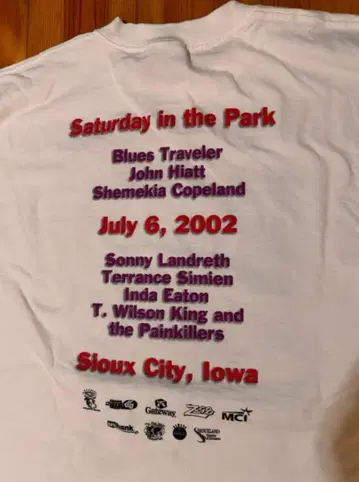 Saturday in the Park
Blues Traveler
John Hiatt
Shemekia Copeland
July 6, 2002
Sonny Landreth
Terrance Simien
Inda Eaton
T. Wilson King and
the Painkillers
Sioux City, Iowa
Gateway
MCI
bank